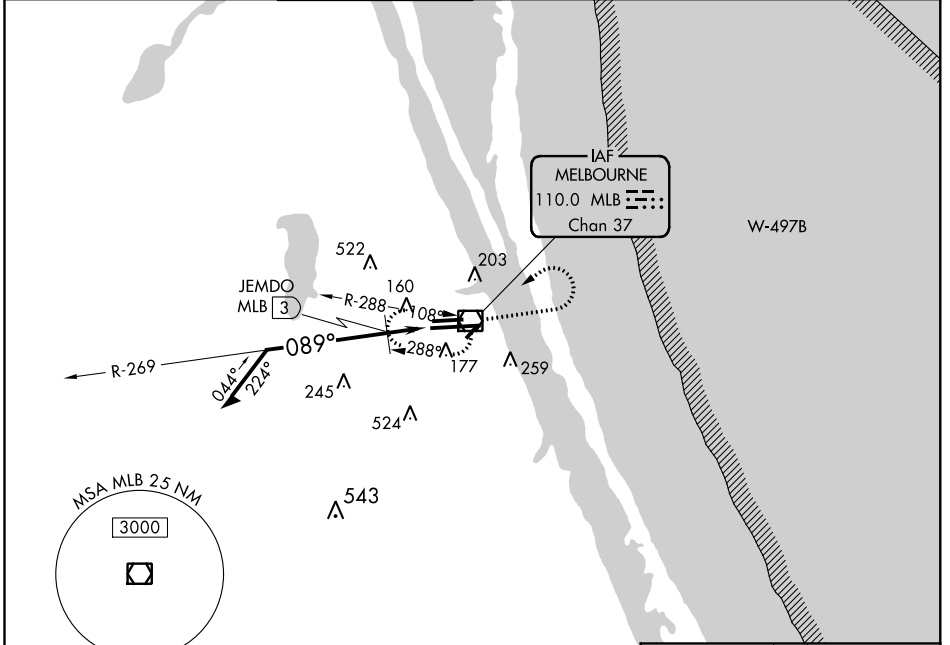 IAF
MELBOURNE
110.0 MLB
Chan 37
W-497B
522
203
JEMDO
MLB 3
160
R-288
108°
089°
288°
177
259
R-269
044°
224°
245
524
543
MSA MLB 25 NM
3000